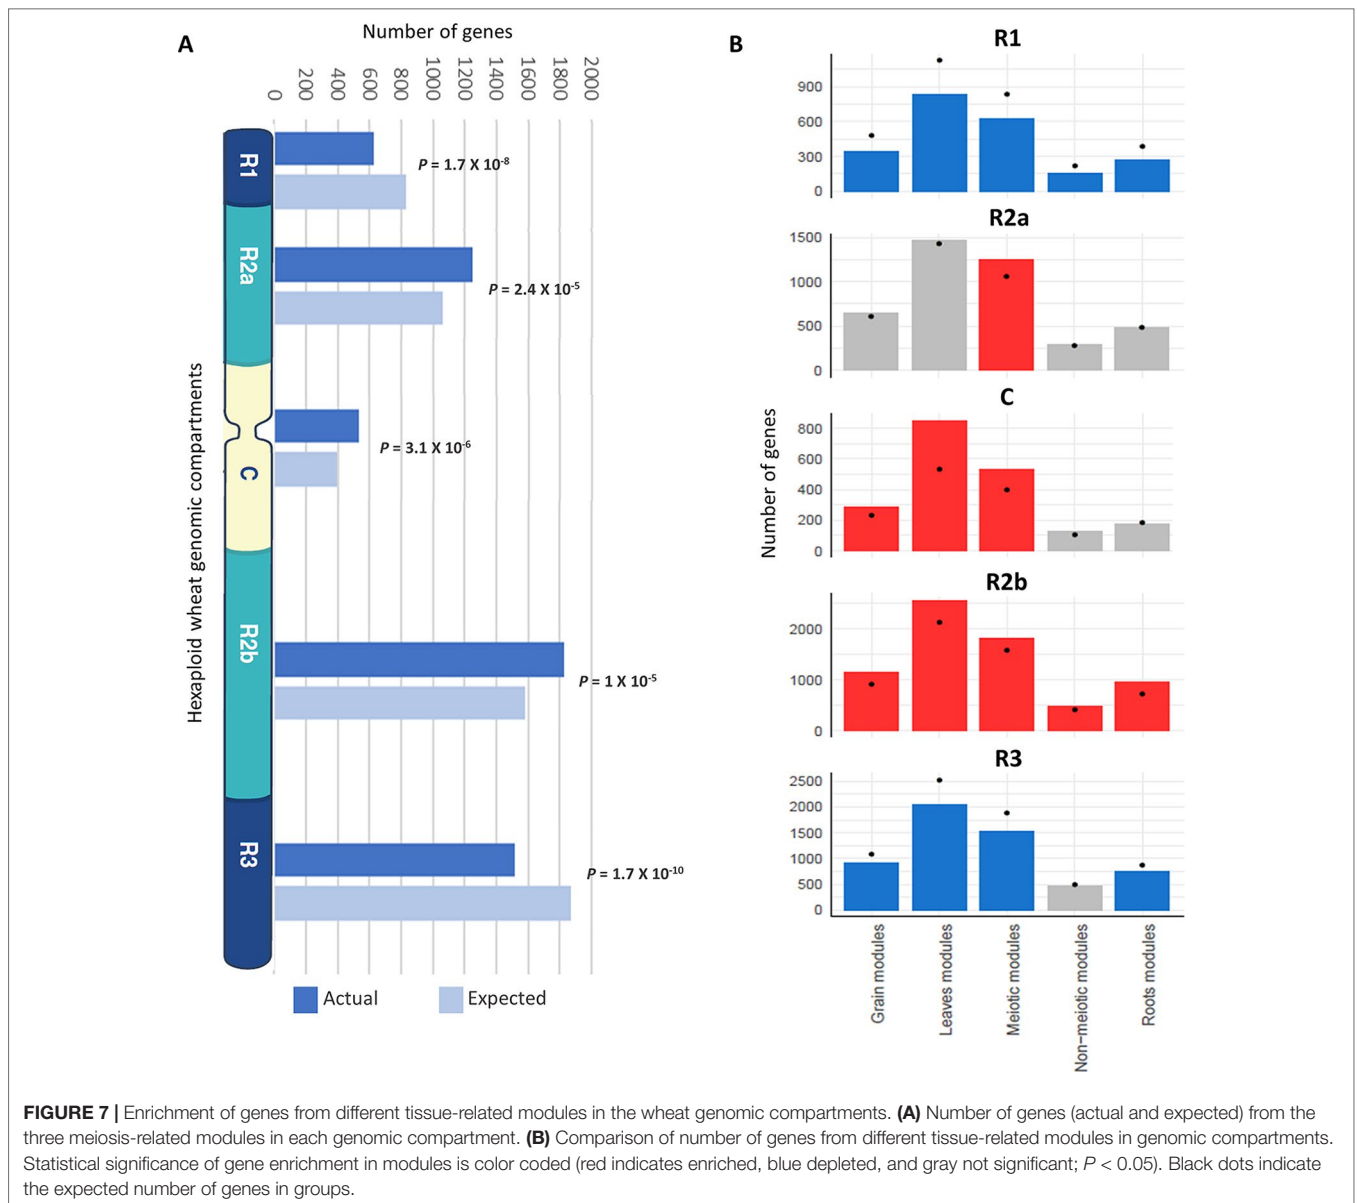 A
Number of genes
0 200 400 600 800 1000 1200 1400 1600 1800 2000
Hexaploid wheat genomic compartments
R1
P = 1.7 X 10-8
R2a
P = 2.4 X 10-5
C
P = 3.1 X 10-6
R2b
P = 1 X 10-5
R3
P = 1.7 X 10-10
Actual Expected
B
Number of genes
R1
900
600
300
0
R2a
1500
1000
500
0
C
800
600
400
200
0
R2b
2000
1000
0
R3
2500
2000
1500
1000
500
0
Grain modules
Leaves modules
Meiotic modules
Non-meiotic modules
Roots modules
FIGURE 7 | Enrichment of genes from different tissue-related modules in the wheat genomic compartments. (A) Number of genes (actual and expected) from the
three meiosis-related modules in each genomic compartment. (B) Comparison of number of genes from different tissue-related modules in genomic compartments.
Statistical significance of gene enrichment in modules is color coded (red indicates enriched, blue depleted, and gray not significant; P < 0.05). Black dots indicate
the expected number of genes in groups.